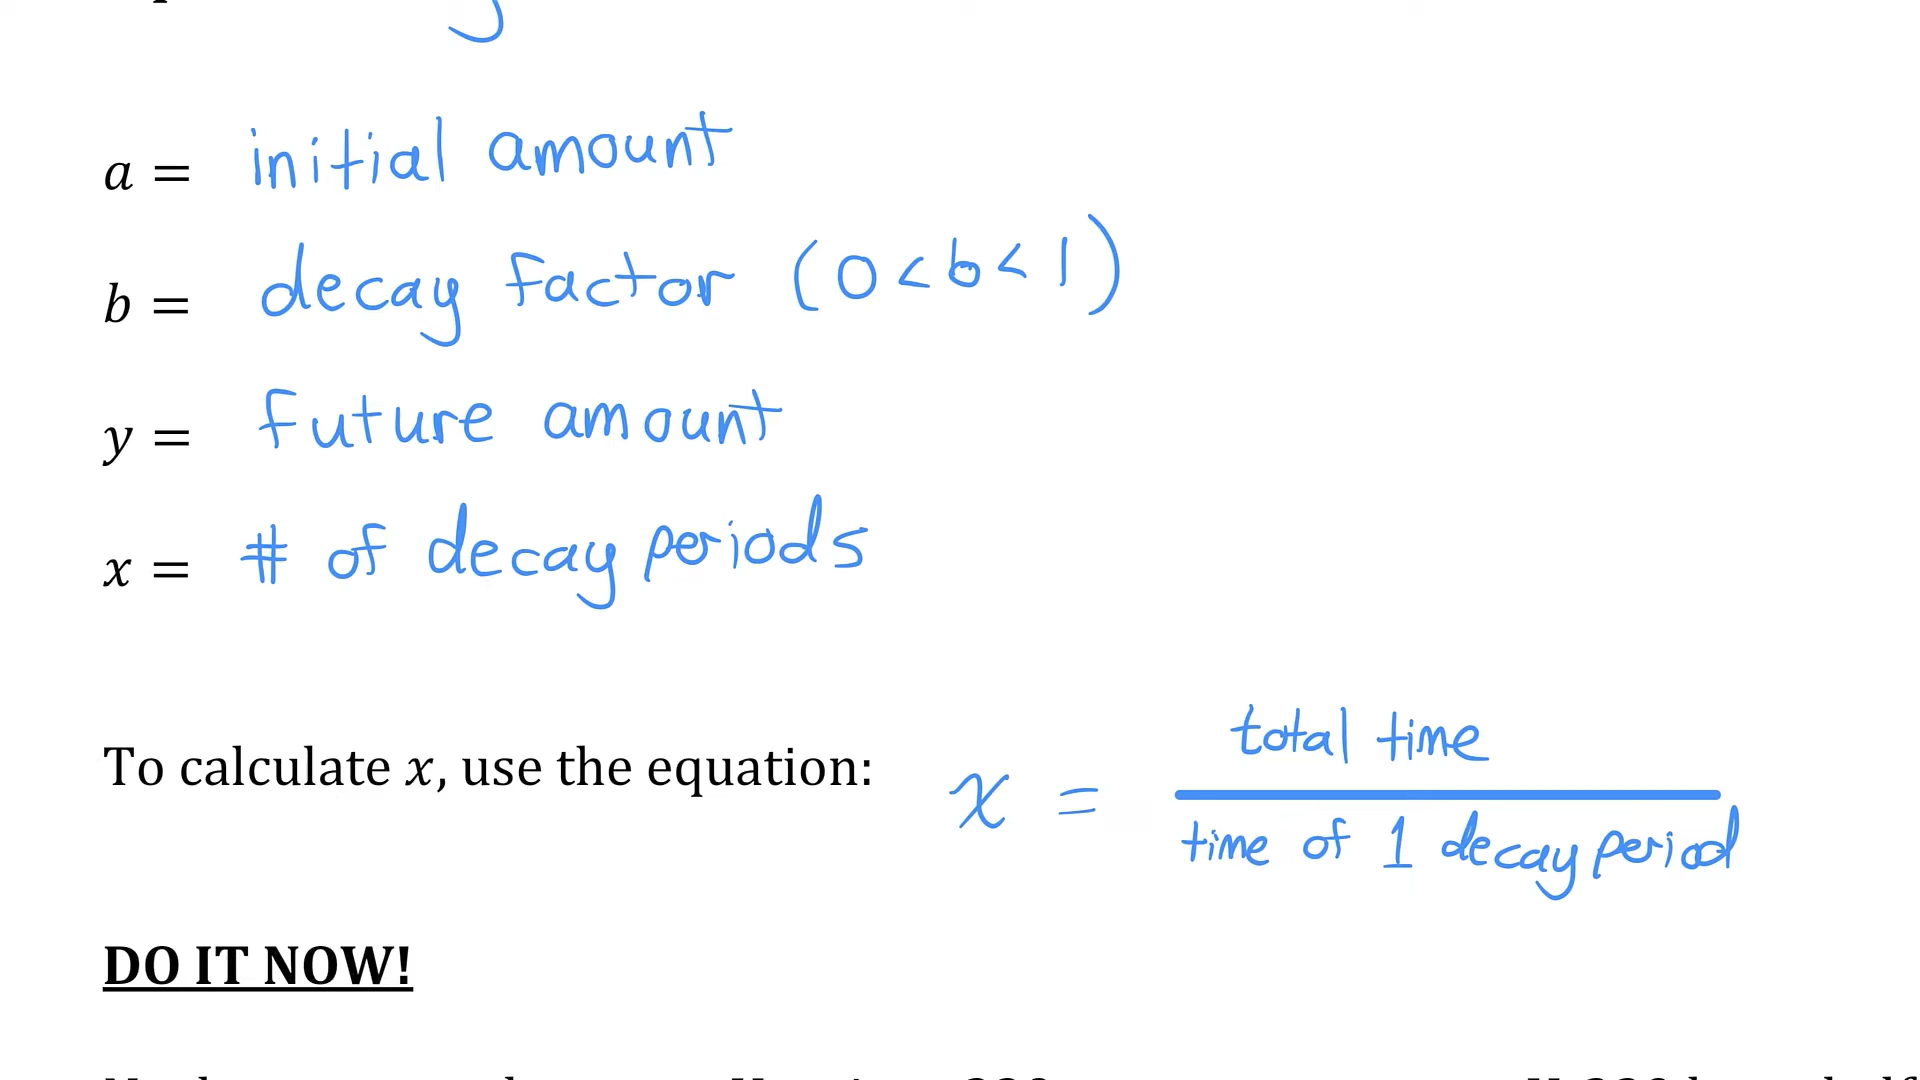 a = initial amount
b = decay factor (0 < b < 1)
y = future amount
x = # of decay periods
total time
To calculate x, use the equation: x =
time of 1 decay period
DO IT NOW!